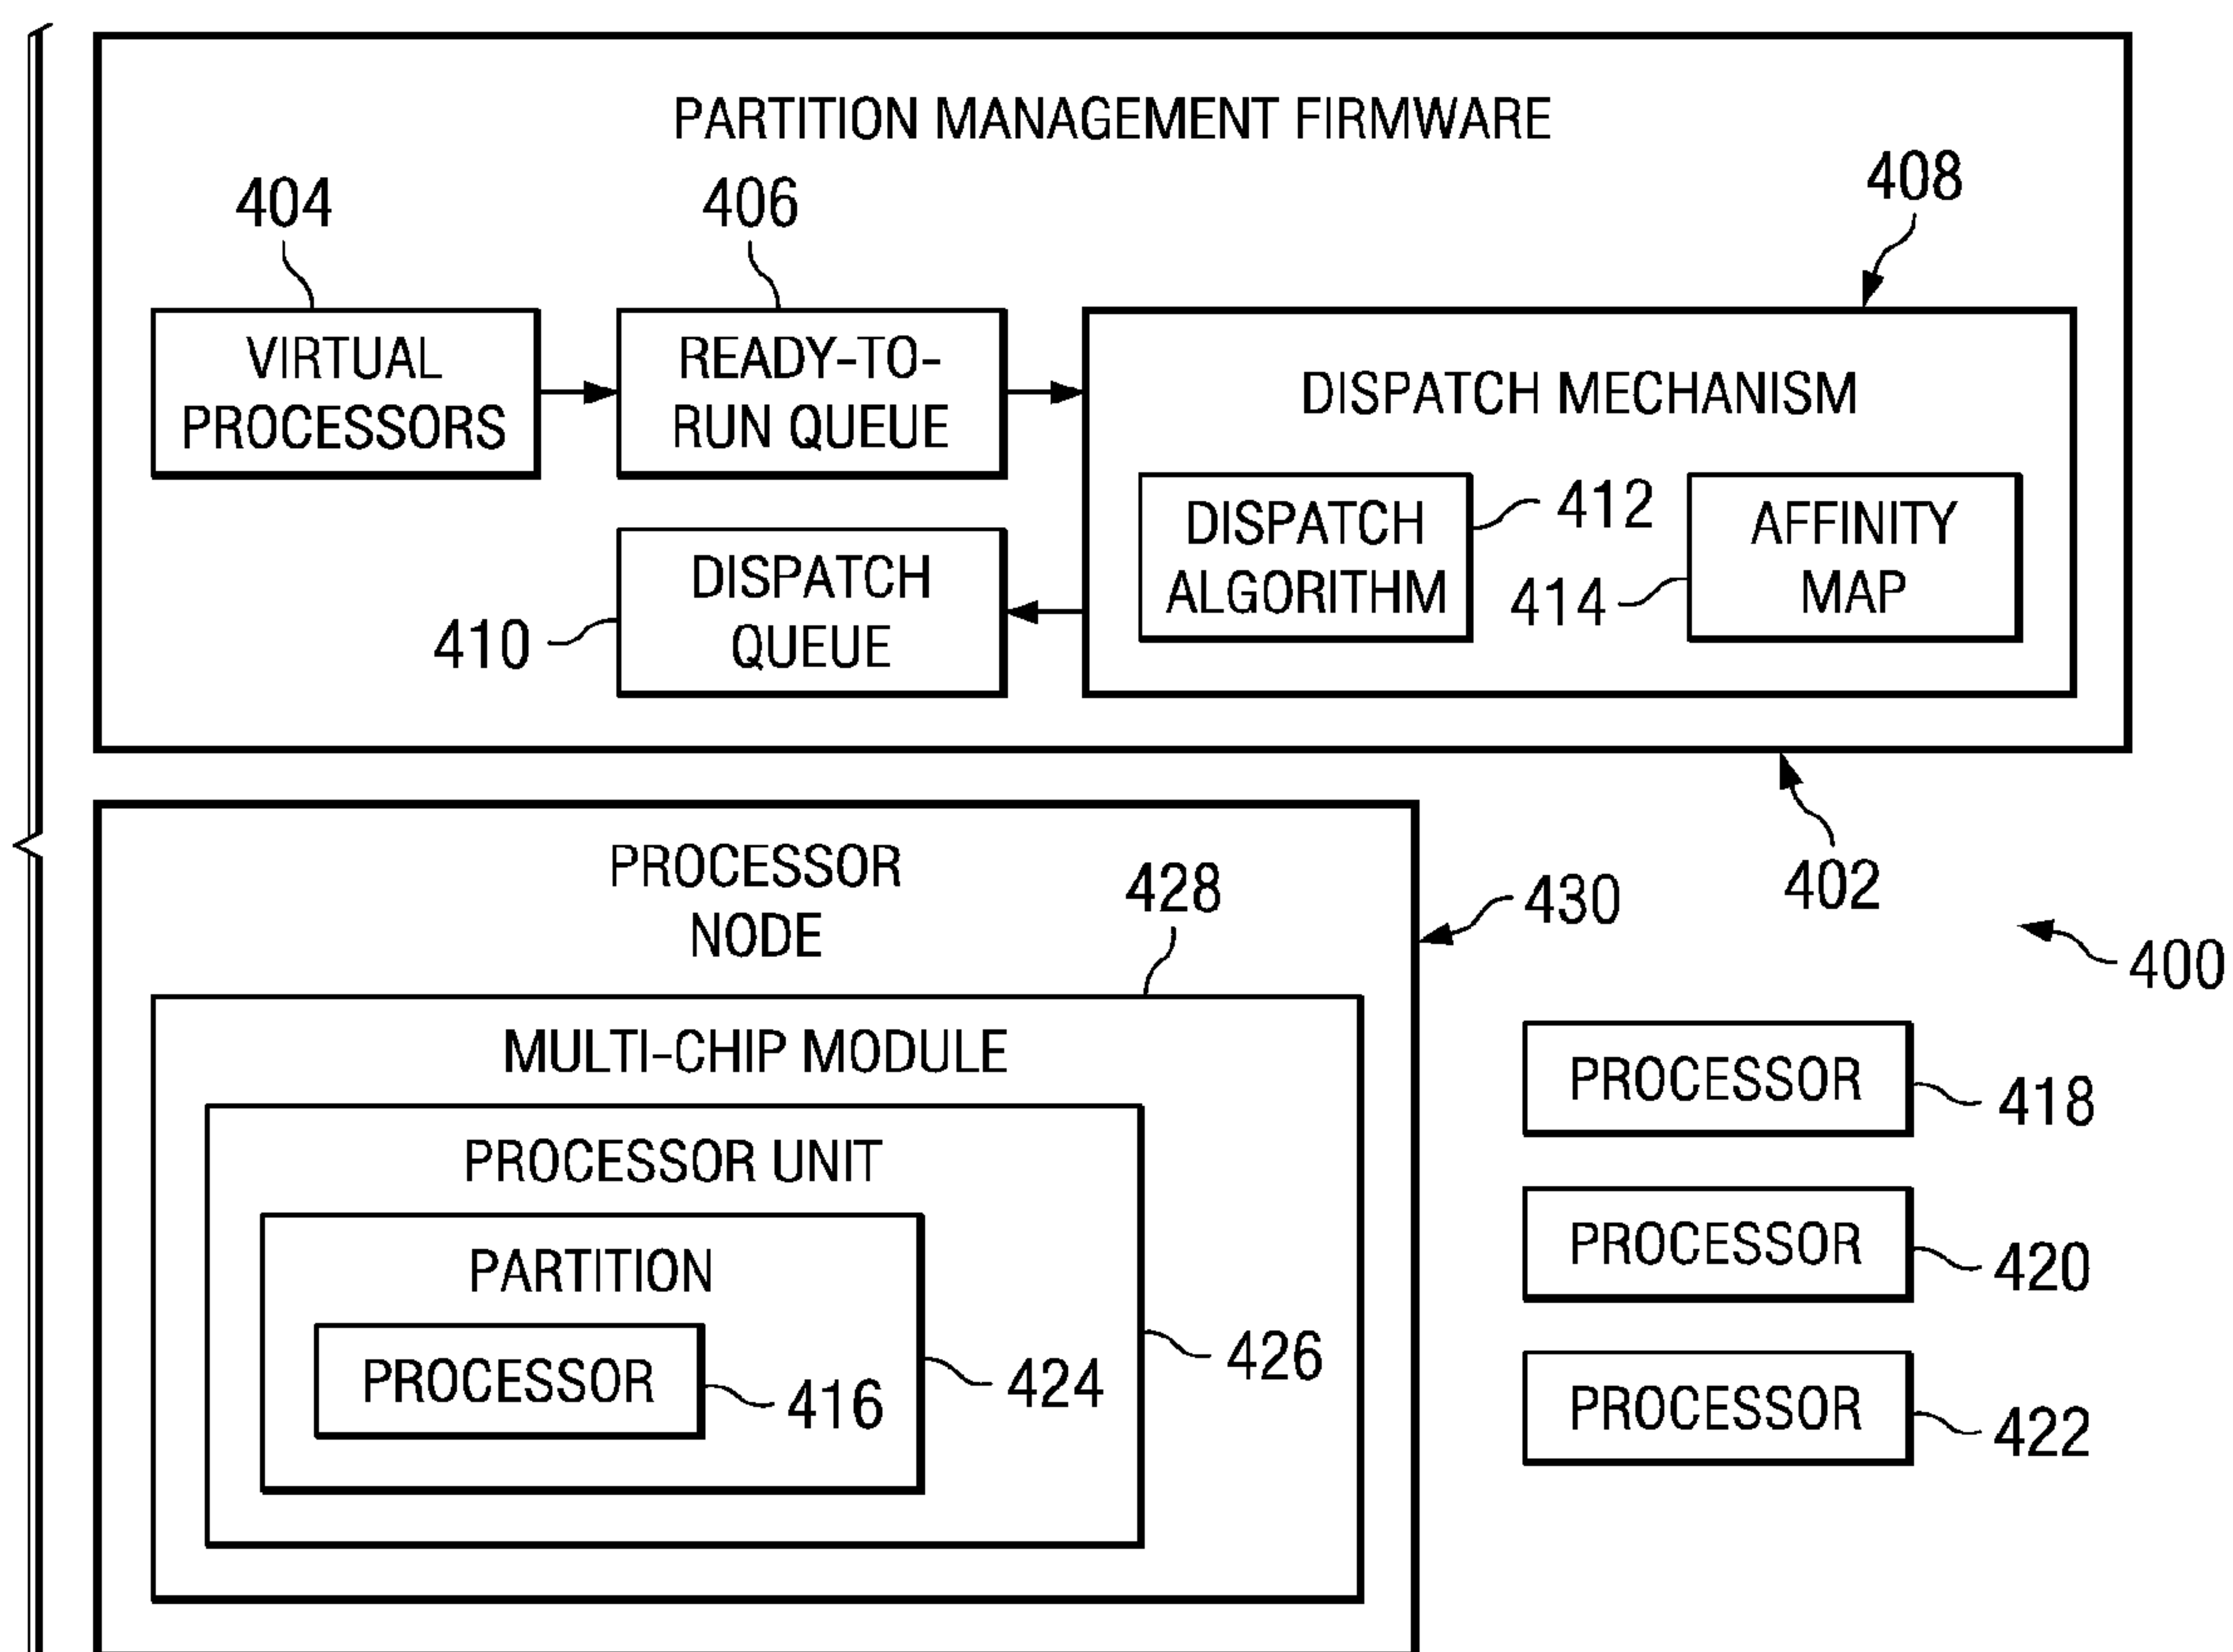 PARTITION MANAGEMENT FIRMWARE
404
406
408
VIRTUAL
PROCESSORS
READY-TO-
RUN QUEUE
DISPATCH MECHANISM
DISPATCH
ALGORITHM
412
414
AFFINITY
MAP
410
DISPATCH
QUEUE
402
400
PROCESSOR
NODE
428
430
MULTI-CHIP MODULE
PROCESSOR UNIT
PARTITION
PROCESSOR
416
424
426
PROCESSOR
418
PROCESSOR
420
PROCESSOR
422